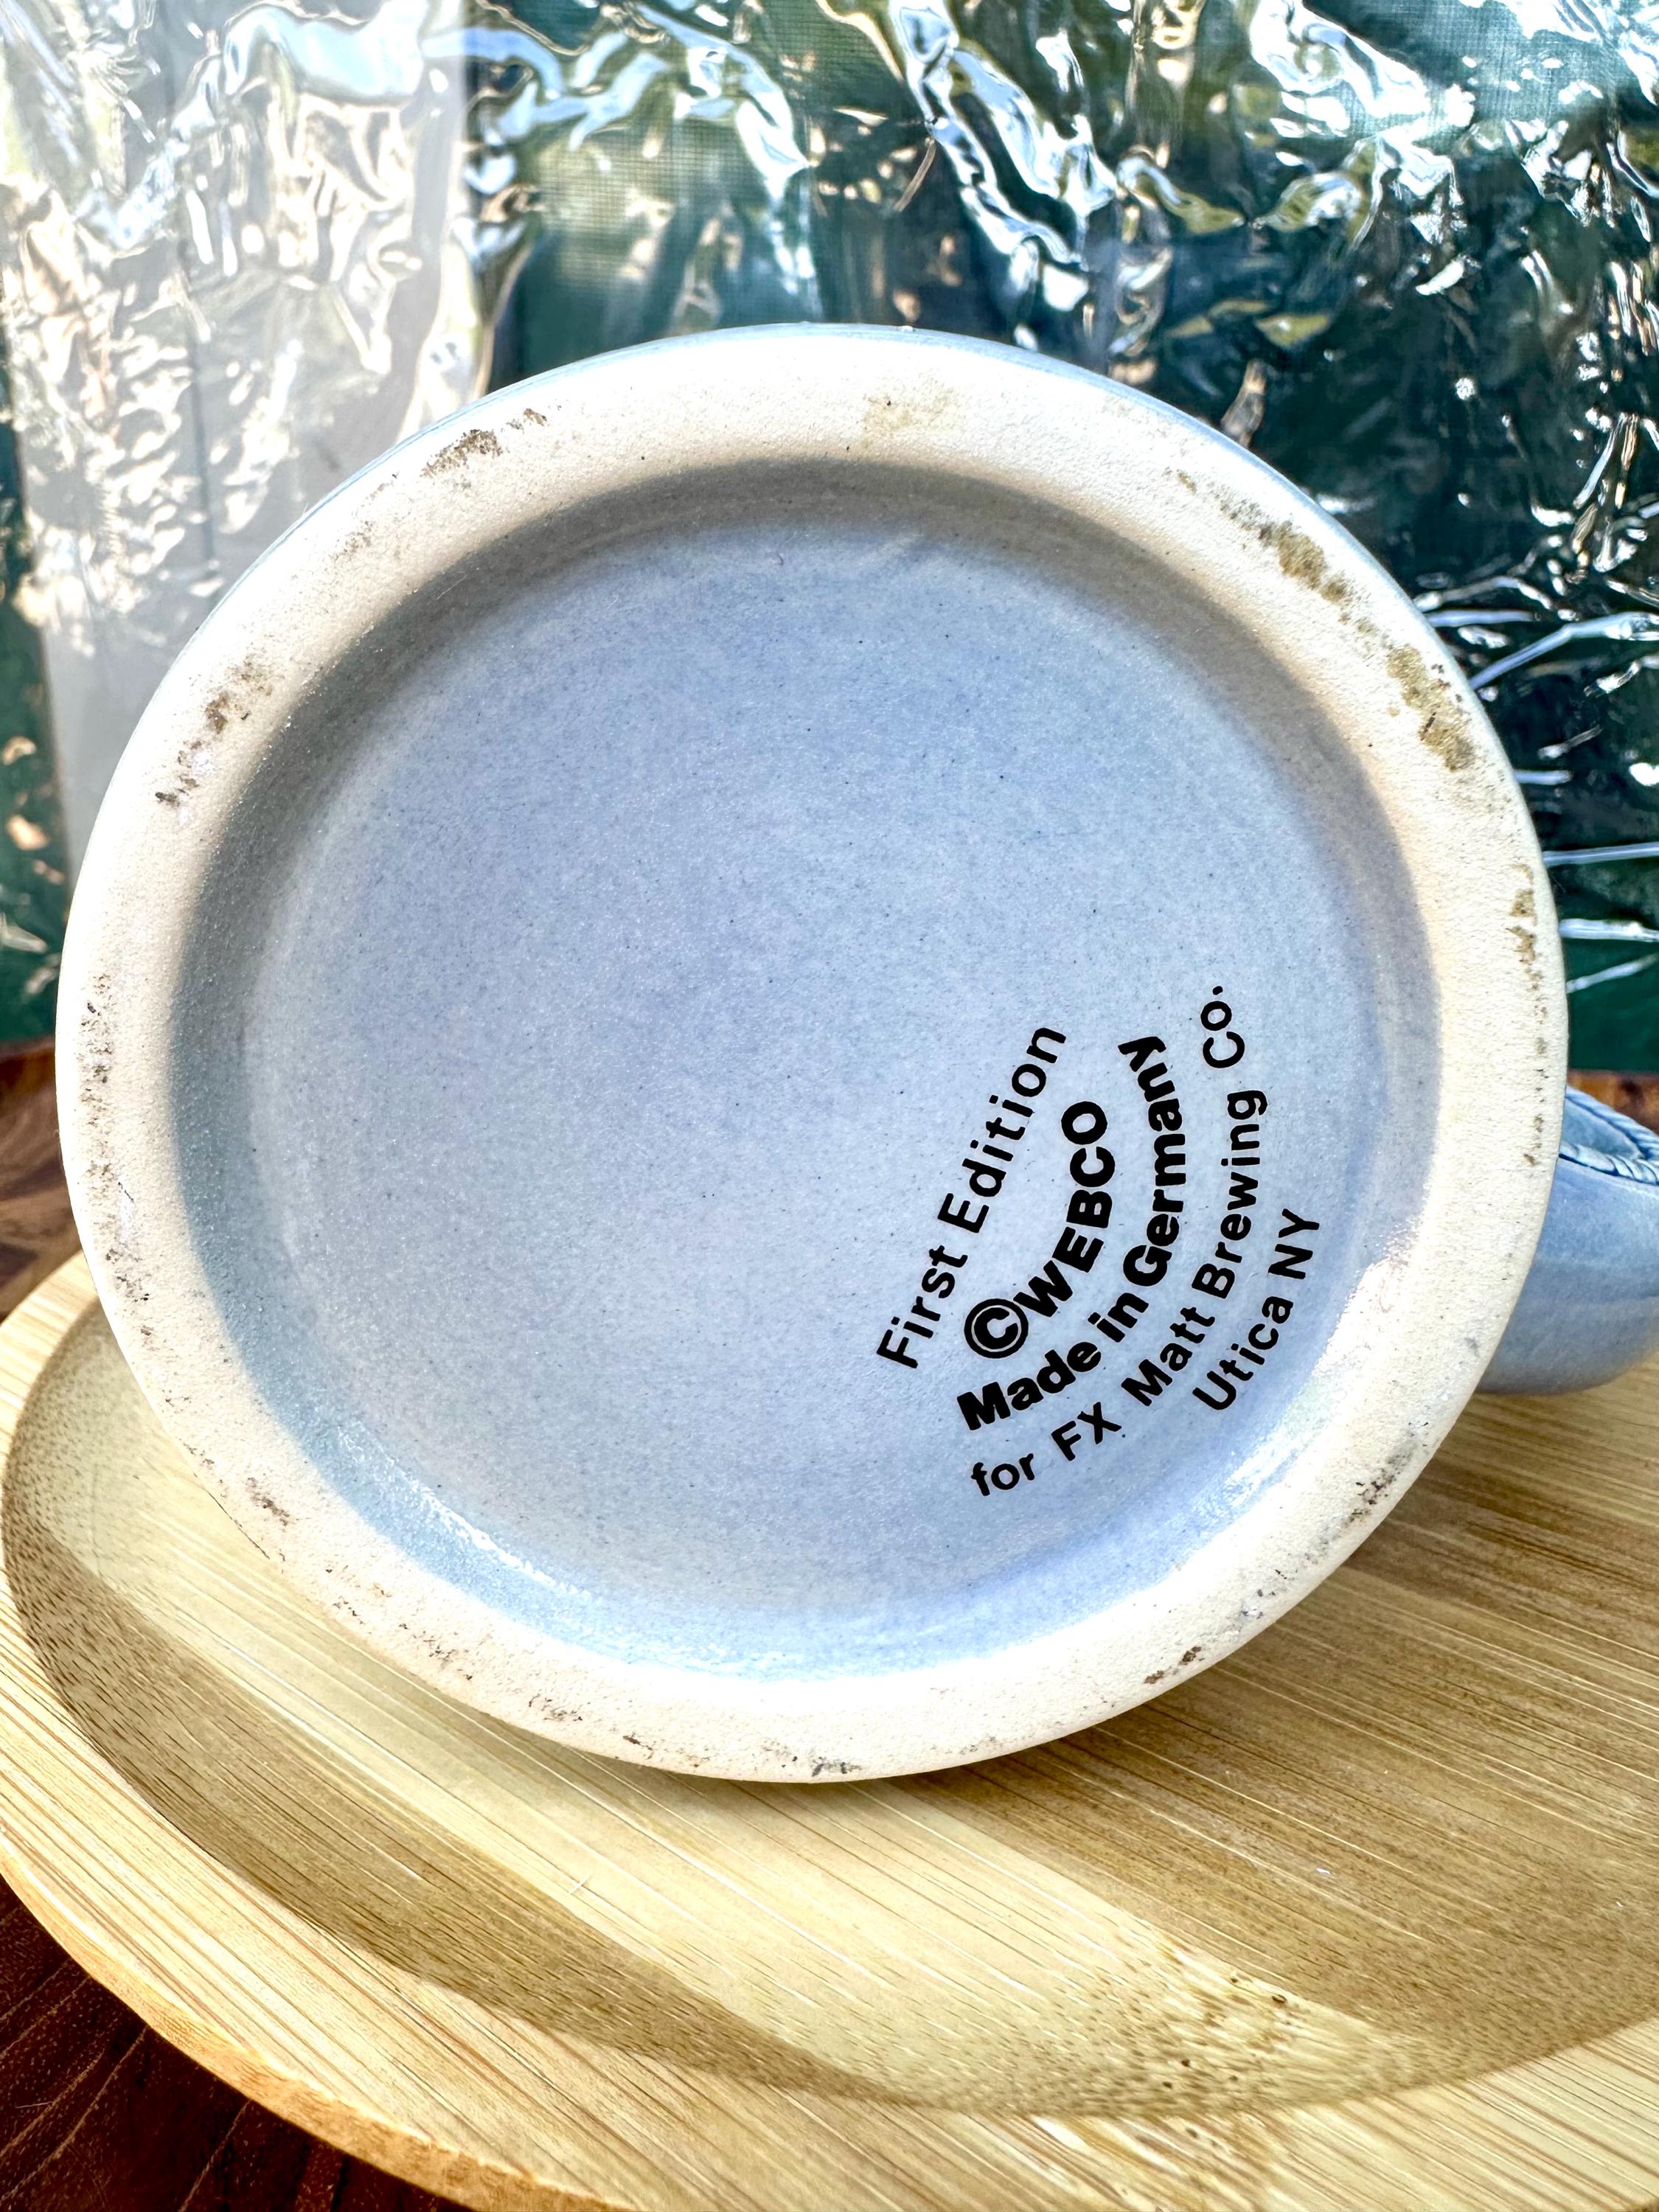 First Edition
©WEBCO
Made in Germany
for FX Matt Brewing Co.
Utica NY